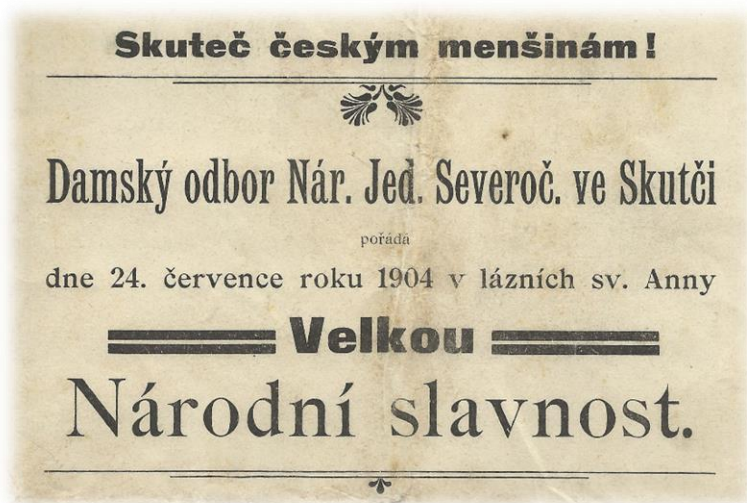 Skuteč českým menšinám!
Damský odbor Nár. Jed. Severoč. ve Skutči
pořádá
dne 24. července roku 1904 v lázních sv. Anny
Velkou
Národní slavnost.